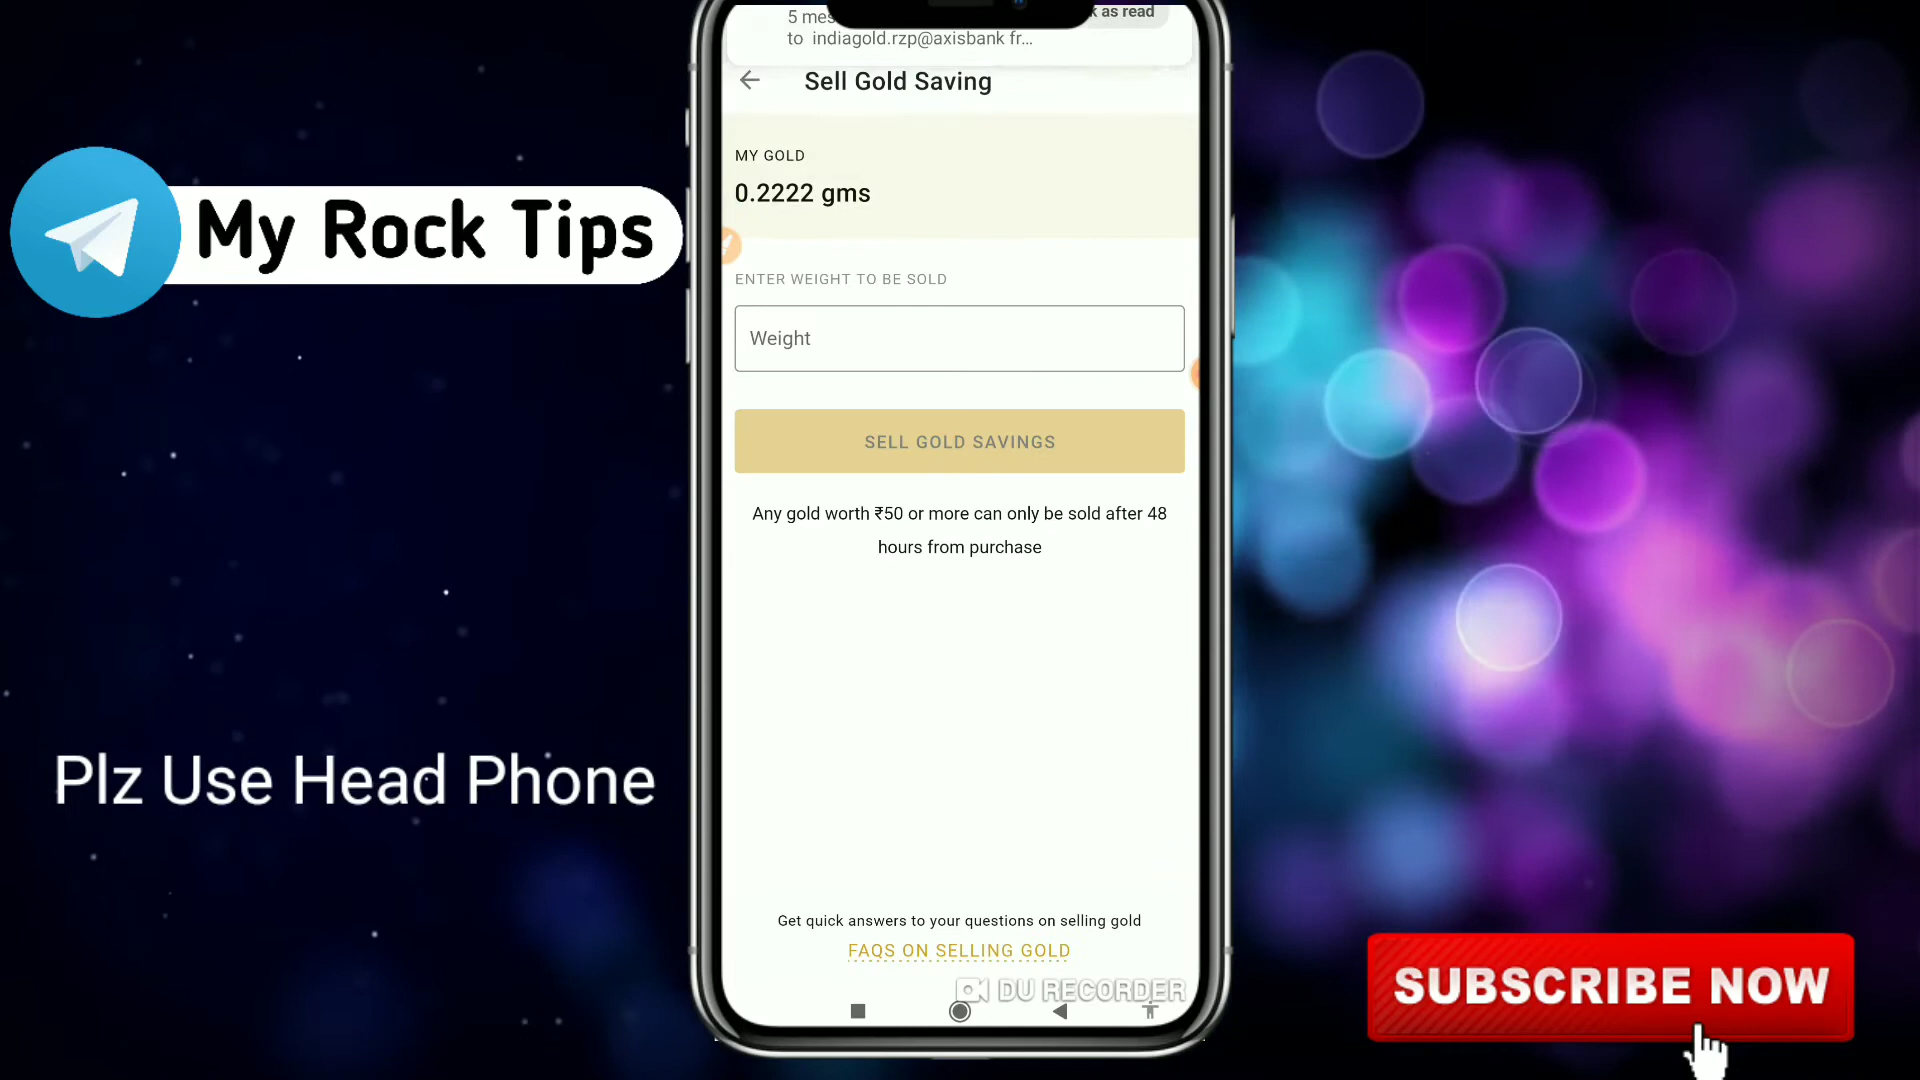 5 mes
k as read
to indiagold.rzp@axisbank fr...
Sell Gold Saving
MY GOLD
0.2222 gms
My Rock Tips
ENTER WEIGHT TO BE SOLD
Weight
SELL GOLD SAVINGS
Any gold worth ₹50 or more can only be sold after 48
hours from purchase
Plz Use Head Phone
Get quick answers to your questions on selling gold
FAQS ON SELLING GOLD
DU RECORDER
SUBSCRIBE NOW